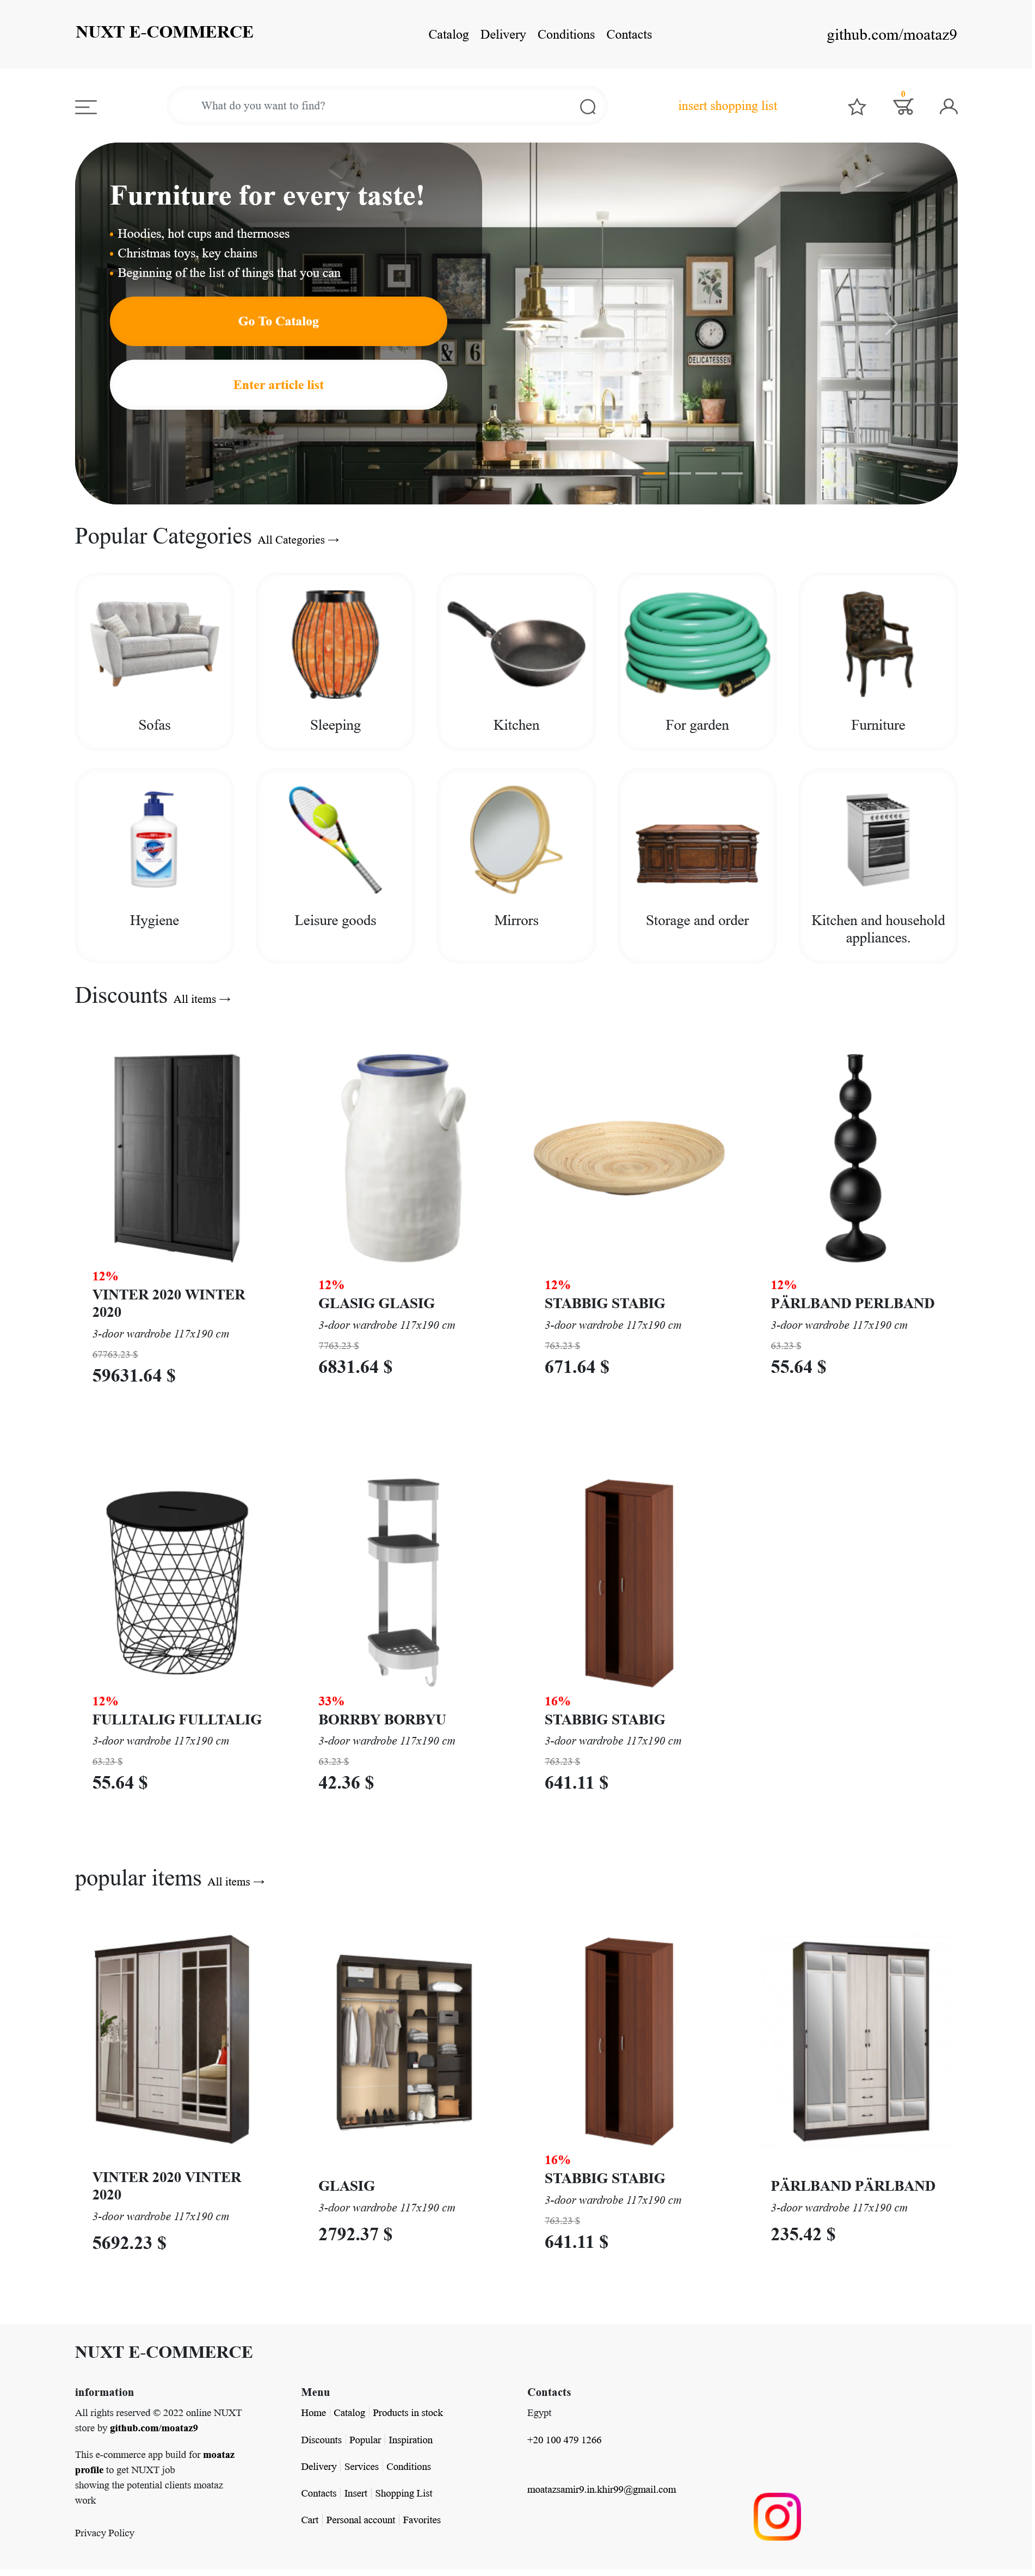 NUXT E-COMMERCE
Catalog Delivery Conditions Contacts
github.com/moataz9
What do you want to find?
insert shopping list
0
Furniture for every taste!
• Hoodies, hot cups and thermoses
• Christmas toys, key chains
• Beginning of the list of things that you can
Go To Catalog
Enter article list
& 6
DELICATESSEN
Popular Categories All Categories →
Sofas
Sleeping
Kitchen
For garden
Furniture
Hygiene
Leisure goods
Mirrors
Storage and order
Kitchen and household
appliances.
Discounts All items →
12%
VINTER 2020 WINTER
2020
3-door wardrobe 117x190 cm
67763.23 $
59631.64 $
12%
GLASIG GLASIG
3-door wardrobe 117x190 cm
7763.23 $
6831.64 $
12%
STABBIG STABIG
3-door wardrobe 117x190 cm
763.23 $
671.64 $
12%
PÄRLBAND PERLBAND
3-door wardrobe 117x190 cm
63.23 $
55.64 $
12%
FULLTALIG FULLTALIG
3-door wardrobe 117x190 cm
63.23 $
55.64 $
33%
BORRBY BORBYU
3-door wardrobe 117x190 cm
63.23 $
42.36 $
16%
STABBIG STABIG
3-door wardrobe 117x190 cm
763.23 $
641.11 $
popular items All items →
VINTER 2020 VINTER
2020
3-door wardrobe 117x190 cm
5692.23 $
GLASIG
3-door wardrobe 117x190 cm
2792.37 $
16%
STABBIG STABIG
3-door wardrobe 117x190 cm
763.23 $
641.11 $
PÄRLBAND PÄRLBAND
3-door wardrobe 117x190 cm
235.42 $
NUXT E-COMMERCE
information
All rights reserved © 2022 online NUXT
store by github.com/moataz9
This e-commerce app build for moataz
profile to get NUXT job
showing the potential clients moataz
work
Privacy Policy
Menu
Home | Catalog | Products in stock
Discounts | Popular | Inspiration
Delivery | Services | Conditions
Contacts | Insert | Shopping List
Cart | Personal account | Favorites
Contacts
Egypt
+20 100 479 1266
moatazsamir9.in.khir99@gmail.com